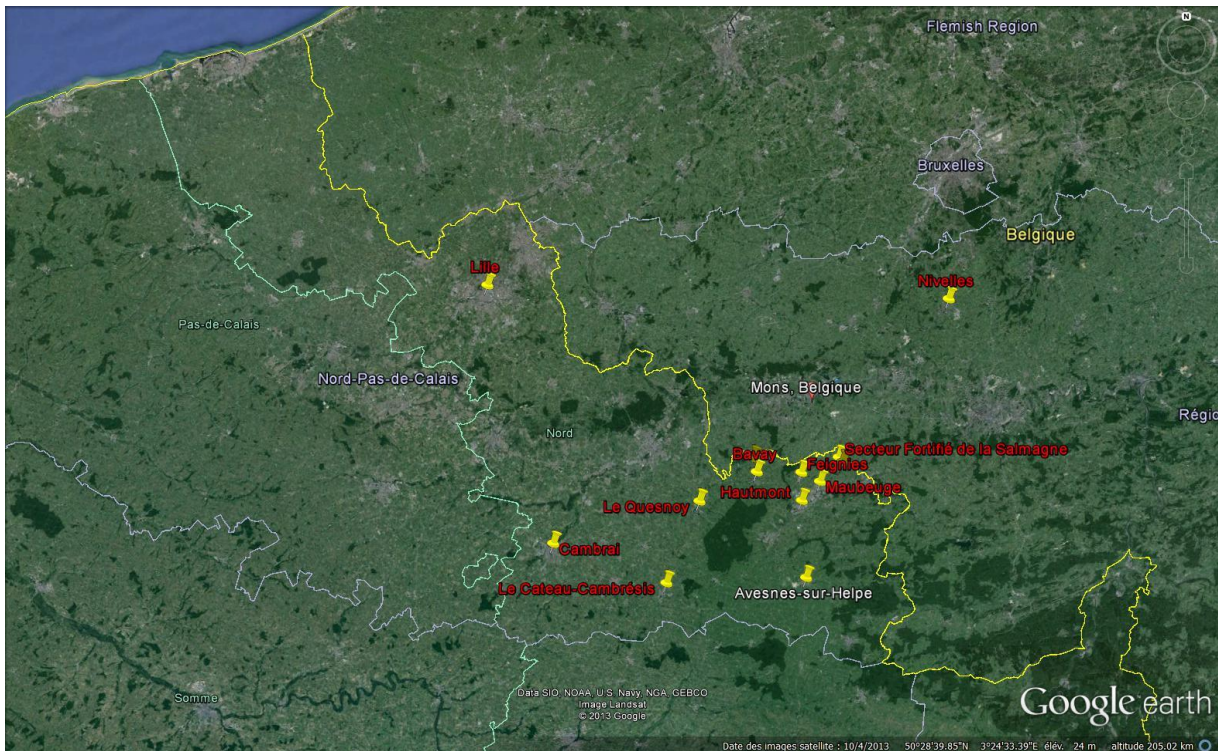 N
Flemish Region
Bruxelles
Belgique
Lille
Nivelles
Pas-de-Calais
Nord-Pas-de-Calais
Mons, Belgique
Régio
Nord
Bavay
Secteur Fortifié de la Salmagne
Feignies
Hautmont
Maubeuge
Le Quesnoy
Cambrai
Le Cateau-Cambrésis
Avesnes-sur-Helpe
Somme
Data SIO, NOAA, U.S. Navy, NGA, GEBCO
Image Landsat
© 2013 Google
Google earth
Date des images satellite : 10/4/2013 50°28'39.85"N 3°24'33.39"E élév. 24 m altitude 205.02 km